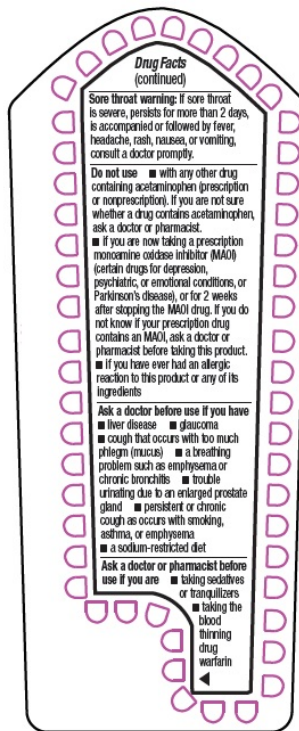 Drug Facts
(continued)
Sore throat warning: If sore throat
is severe, persists for more than 2 days,
is accompanied or followed by fever,
headache, rash, nausea, or vomiting,
consult a doctor promptly.
Do not use ■ with any other drug
containing acetaminophen (prescription
or nonprescription). If you are not sure
whether a drug contains acetaminophen,
ask a doctor or pharmacist.
■ if you are now taking a prescription
monoamine oxidase inhibitor (MAOI)
(certain drugs for depression,
psychiatric, or emotional conditions, or
Parkinson's disease), or for 2 weeks
after stopping the MAOI drug. If you do
not know if your prescription drug
contains an MAOI, ask a doctor or
pharmacist before taking this product.
■ if you have ever had an allergic
reaction to this product or any of its
ingredients
Ask a doctor before use if you have
■ liver disease ■ glaucoma
■ cough that occurs with too much
phlegm (mucus) ■ a breathing
problem such as emphysema or
chronic bronchitis ■ trouble
urinating due to an enlarged prostate
gland ■ persistent or chronic
cough as occurs with smoking,
asthma, or emphysema
■ a sodium-restricted diet
Ask a doctor or pharmacist before
use if you are ■ taking sedatives
or tranquilizers
■ taking the
blood
thinning
drug
warfarin